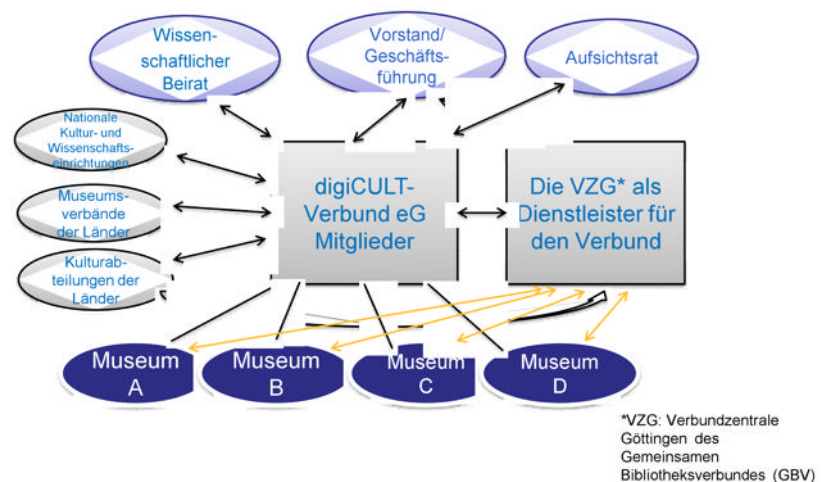 Wissen-
schaftlicher
Beirat
Vorstand/
Geschäfts-
führung
Aufsichtsrat
Nationale
Kultur- und
Wissenschafts-
einrichtungen
Museums-
verbände
der Länder
Kulturab-
teilungen der
Länder
digiCULT-
Verbund eG
Mitglieder
Die VZG* als
Dienstleister für
den Verbund
Museum
A
Museum
B
Museum
C
Museum
D
*VZG: Verbundzentrale
Göttingen des
Gemeinsamen
Bibliotheksverbundes (GBV)